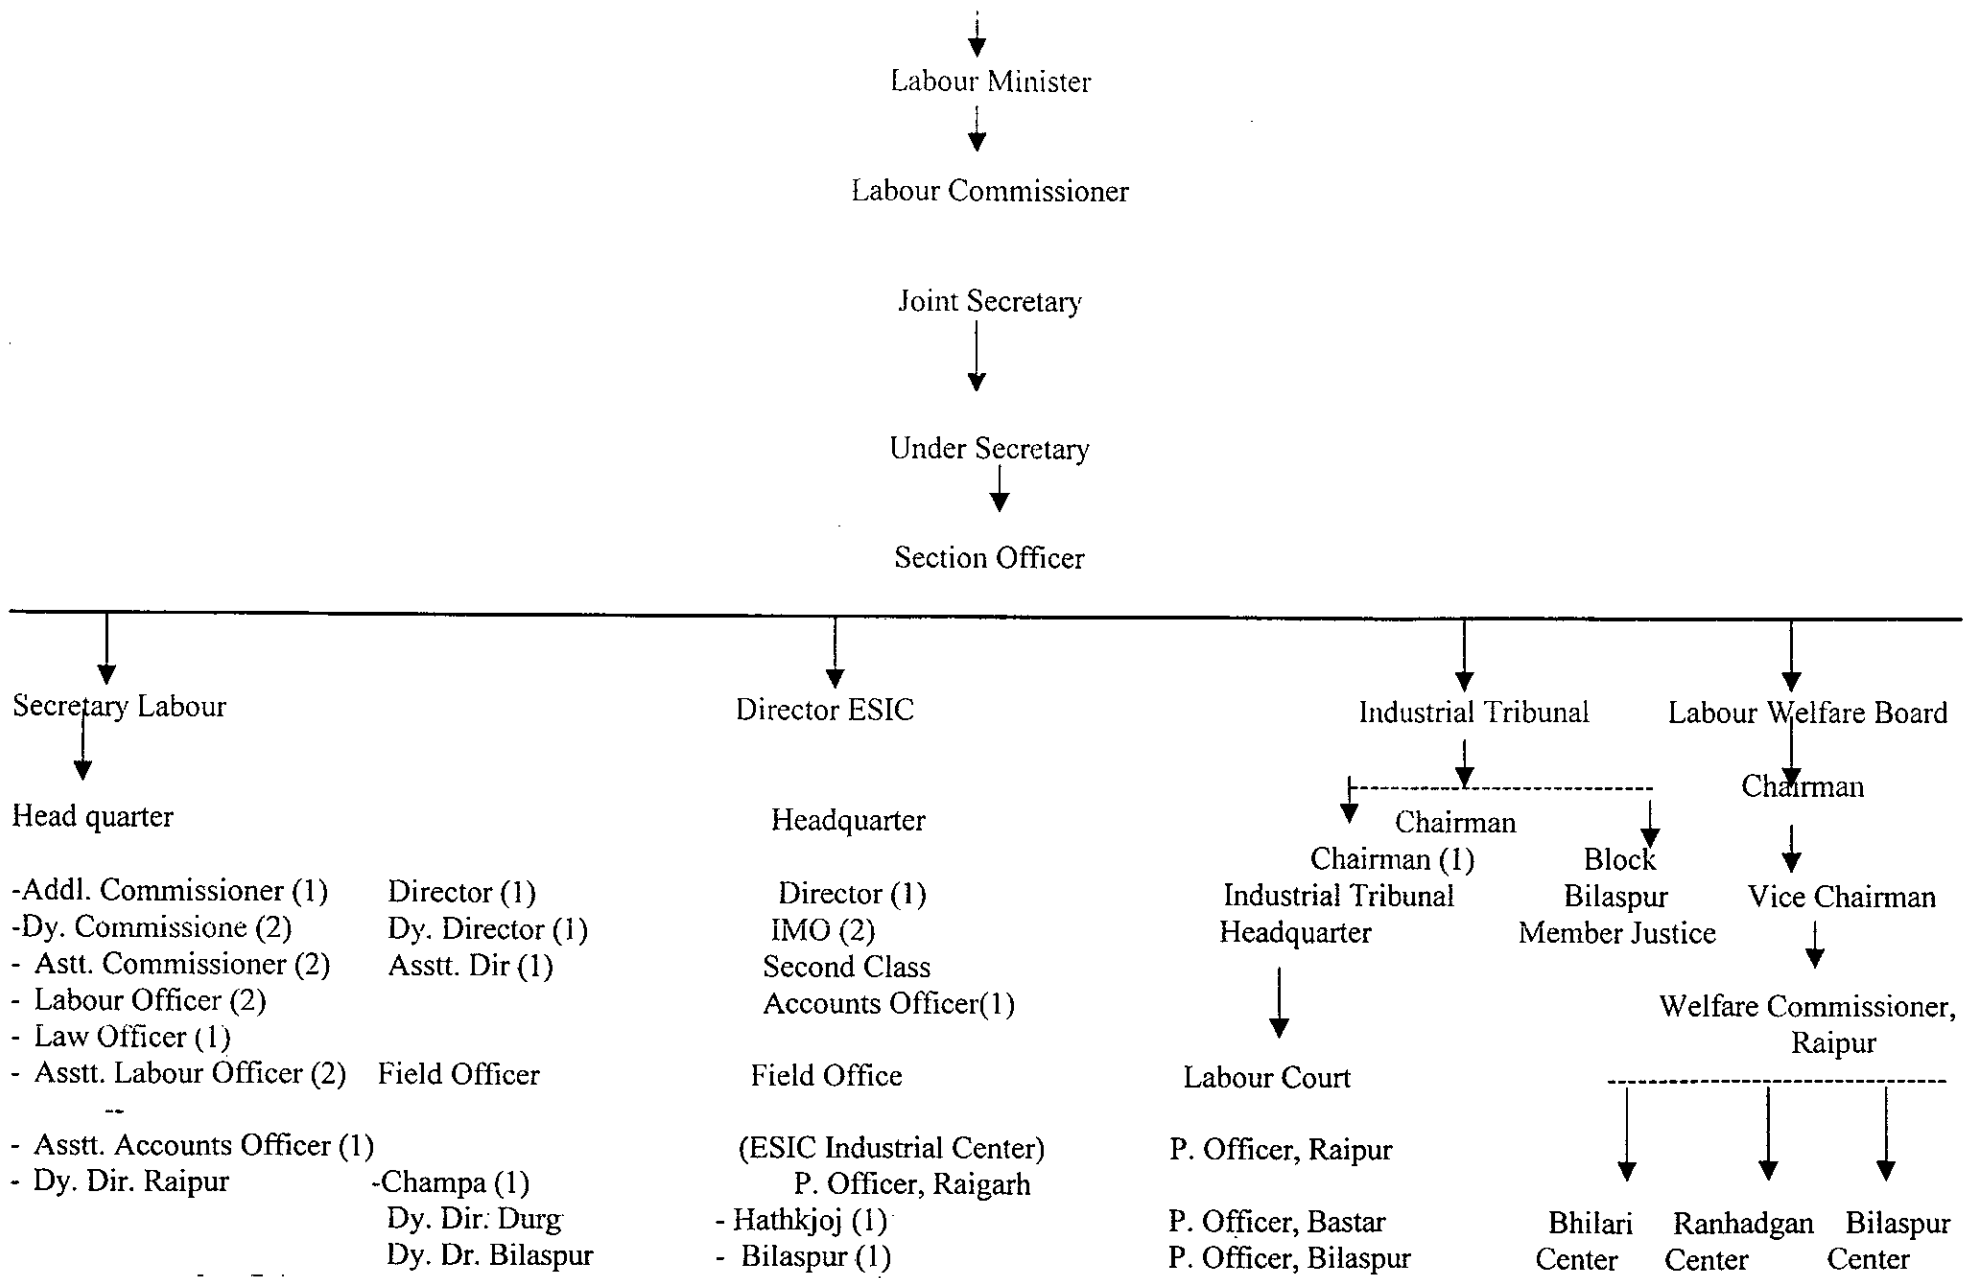 Labour Minister
Labour Commissioner
Joint Secretary
Under Secretary
Section Officer
Secretary Labour Director ESIC Industrial Tribunal Labour Welfare Board
Chairman
Head quarter Headquarter Chairman
Chairman (1) Block
-Addl. Commissioner (1) Director (1) Director (1) Industrial Tribunal Bilaspur Vice Chairman
-Dy. Commissione (2) Dy. Director (1) IMO (2) Headquarter Member Justice
- Astt. Commissioner (2) Asstt. Dir (1) Second Class
- Labour Officer (2) Accounts Officer(1) Welfare Commissioner,
- Law Officer (1) Raipur
- Asstt. Labour Officer (2) Field Officer Field Office Labour Court
--
- Asstt. Accounts Officer (1) (ESIC Industrial Center) P. Officer, Raipur
- Dy. Dir. Raipur -Champa (1) P. Officer, Raigarh
Dy. Dir. Durg - Hathkjoj (1) P. Officer, Bastar Bhilari Ranhadgan Bilaspur
Dy. Dr. Bilaspur - Bilaspur (1) P. Officer, Bilaspur Center Center Center